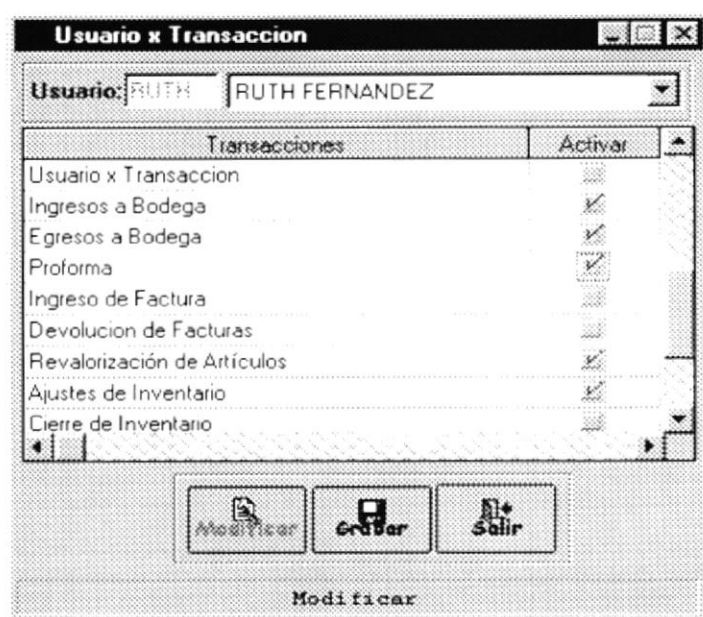 Usuario x Transaccion
Usuario: RUTH RUTH FERNANDEZ
Transacciones Activar
Usuario x Transaccion
Ingresos a Bodega
Egresos a Bodega
Proforma
Ingreso de Factura
Devolucion de Facturas
Revalorización de Artículos
Ajustes de Inventario
Cierre de Inventario
Modificar Grabar Salir
Modificar